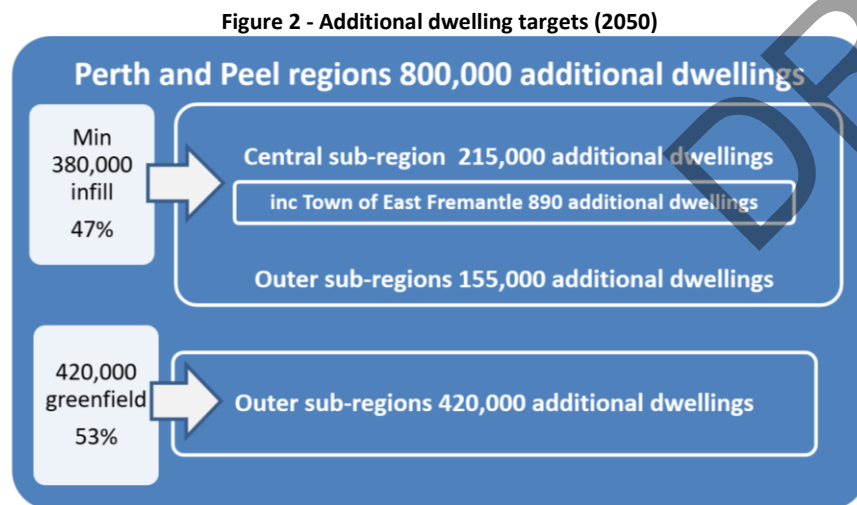 Figure 2 - Additional dwelling targets (2050)
Perth and Peel regions 800,000 additional dwellings
Min
380,000
infill
47%
Central sub-region 215,000 additional dwellings
inc Town of East Fremantle 890 additional dwellings
Outer sub-regions 155,000 additional dwellings
420,000
greenfield
53%
Outer sub-regions 420,000 additional dwellings
DR